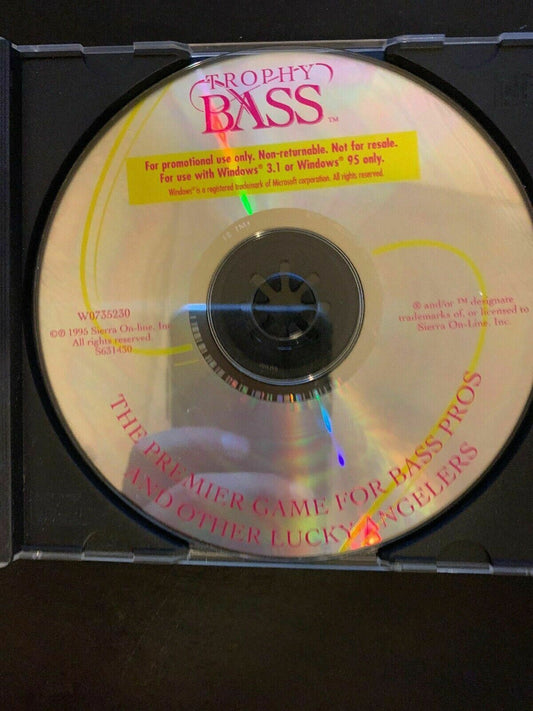 TROPHY
BASS™
For promotional use only. Non-returnable. Not for resale.
For use with Windows® 3.1 or Windows® 95 only.
Windows® is a registered trademark of Microsoft corporation. All rights reserved.
W0735230
©℗ 1995 Sierra On-line, Inc
All rights reserved.
S631430
® and/or ™ designate
trademarks of, or licensed to
Sierra On-Line, Inc.
THE PREMIER GAME FOR BASS PROS
AND OTHER LUCKY ANGELERS